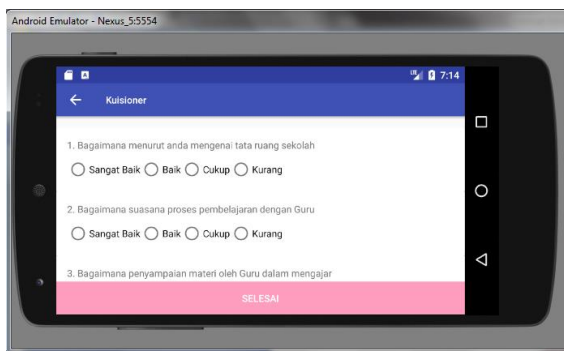 Android Emulator - Nexus_5:5554
7:14
Kuisioner
1. Bagaimana menurut anda mengenai tata ruang sekolah
Sangat Baik Baik Cukup Kurang
2. Bagaimana suasana proses pembelajaran dengan Guru
Sangat Baik Baik Cukup Kurang
3. Bagaimana penyampaian materi oleh Guru dalam mengajar
SELESAI